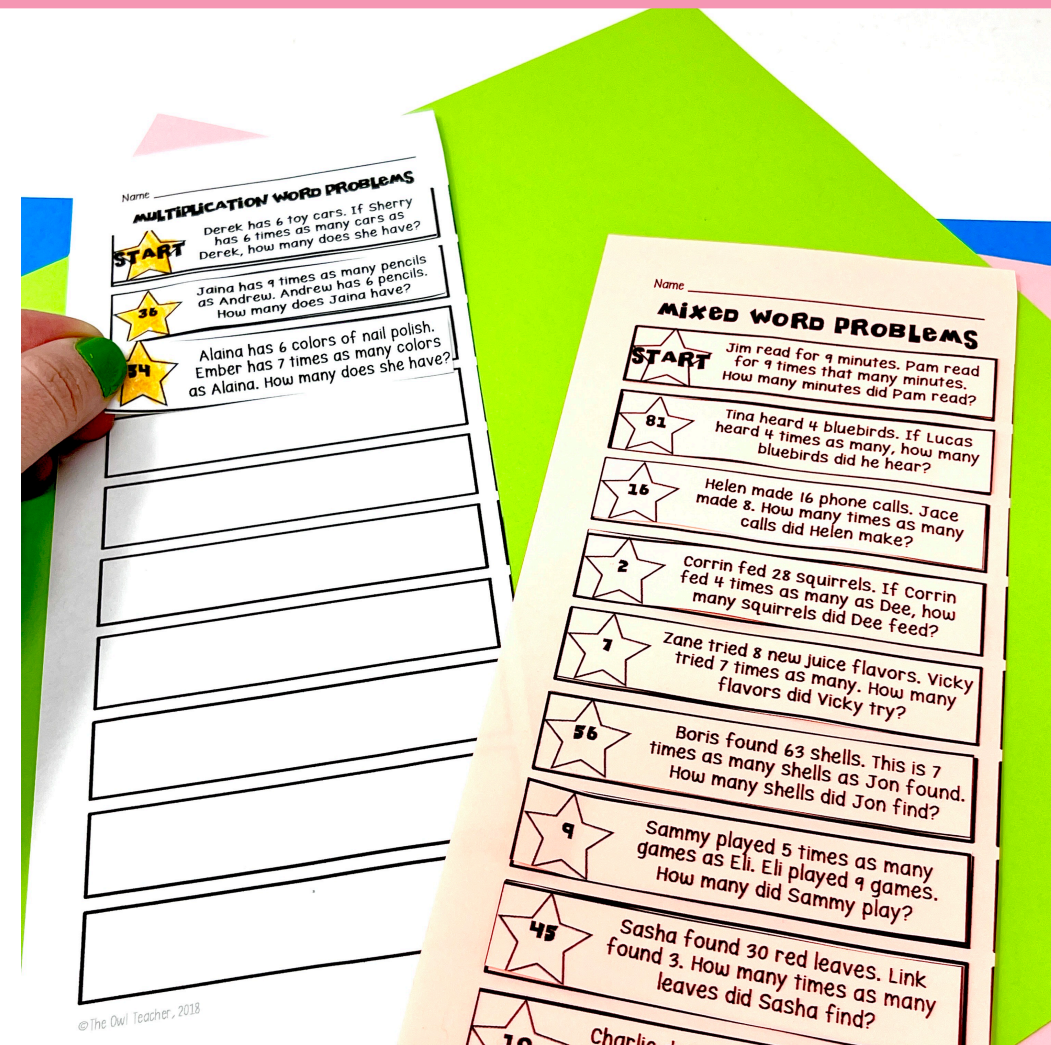 Name
MULTIPLICATION WORD PROBLEMS
START
Derek has 6 toy cars. If Sherry
has 6 times as many cars as
Derek, how many does she have?
36
Jaina has 9 times as many pencils
as Andrew. Andrew has 6 pencils.
How many does Jaina have?
54
Alaina has 6 colors of nail polish.
Ember has 7 times as many colors
as Alaina. How many does she have?
©The Owl Teacher, 2018
Name
MIXED WORD PROBLEMS
START
Jim read for 9 minutes. Pam read
for 9 times that many minutes.
How many minutes did Pam read?
81
Tina heard 4 bluebirds. If Lucas
heard 4 times as many, how many
bluebirds did he hear?
16
Helen made 16 phone calls. Jace
made 8. How many times as many
calls did Helen make?
2
Corrin fed 28 squirrels. If Corrin
fed 4 times as many as Dee, how
many squirrels did Dee feed?
7
Zane tried 8 new juice flavors. Vicky
tried 7 times as many. How many
flavors did Vicky try?
56
Boris found 63 shells. This is 7
times as many shells as Jon found.
How many shells did Jon find?
9
Sammy played 5 times as many
games as Eli. Eli played 9 games.
How many did Sammy play?
45
Sasha found 30 red leaves. Link
found 3. How many times as many
leaves did Sasha find?
10
Charlie